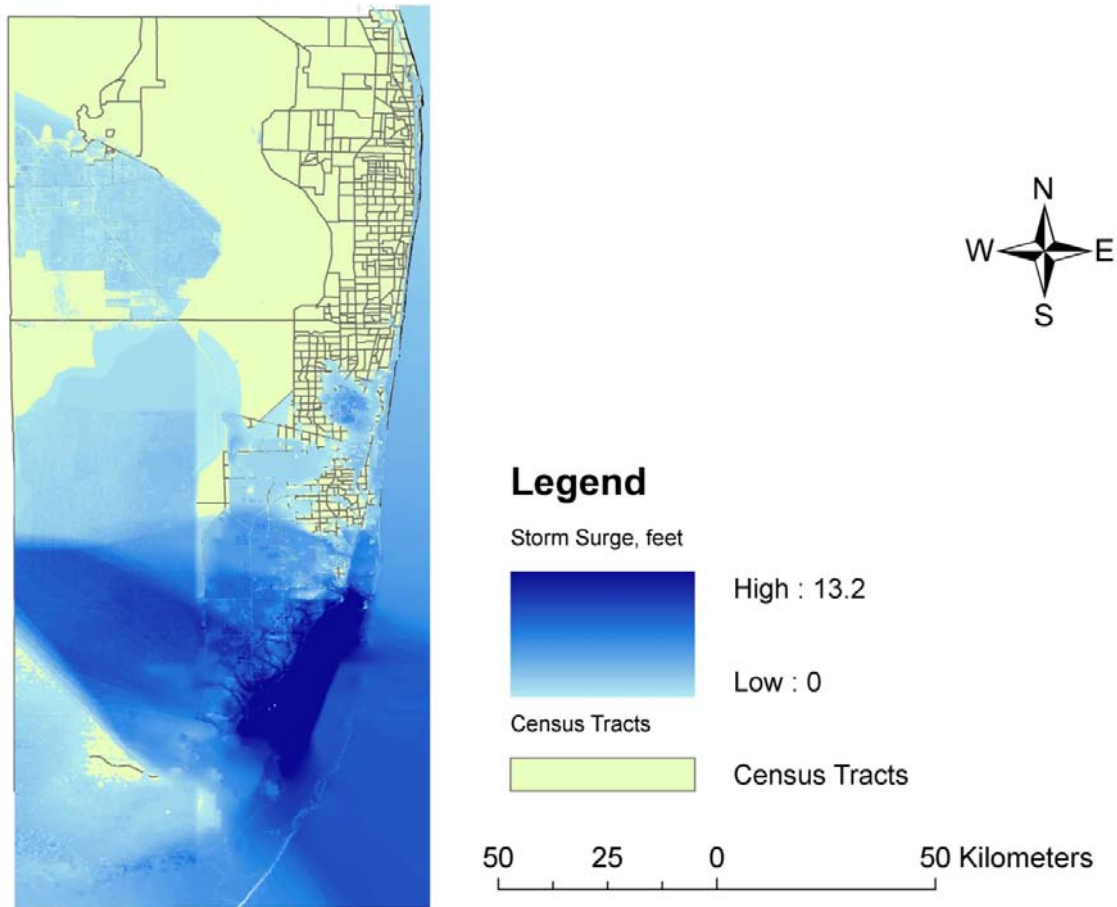 N
W E
S
Legend
Storm Surge, feet
High : 13.2
Low : 0
Census Tracts
Census Tracts
50 25 0 50 Kilometers